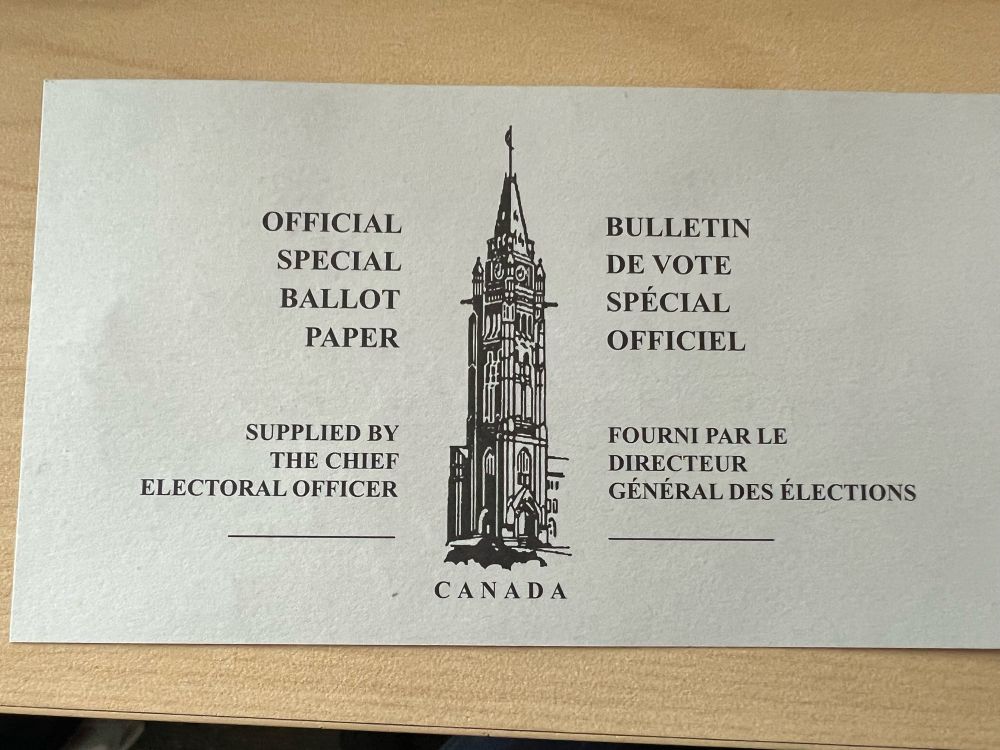 OFFICIAL
SPECIAL
BALLOT
PAPER
SUPPLIED BY
THE CHIEF
ELECTORAL OFFICER
BULLETIN
DE VOTE
SPÉCIAL
OFFICIEL
FOURNI PAR LE
DIRECTEUR
GÉNÉRAL DES ÉLECTIONS
CANADA